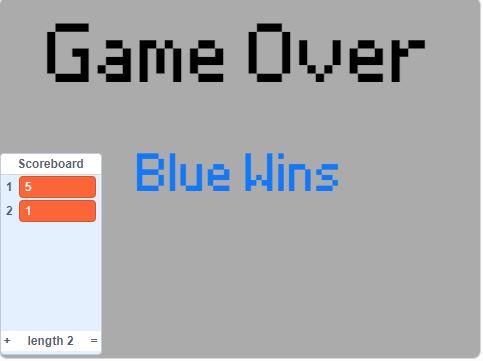 Game Over
Blue Wins
Scoreboard
1 5
2 1
+ length 2 =